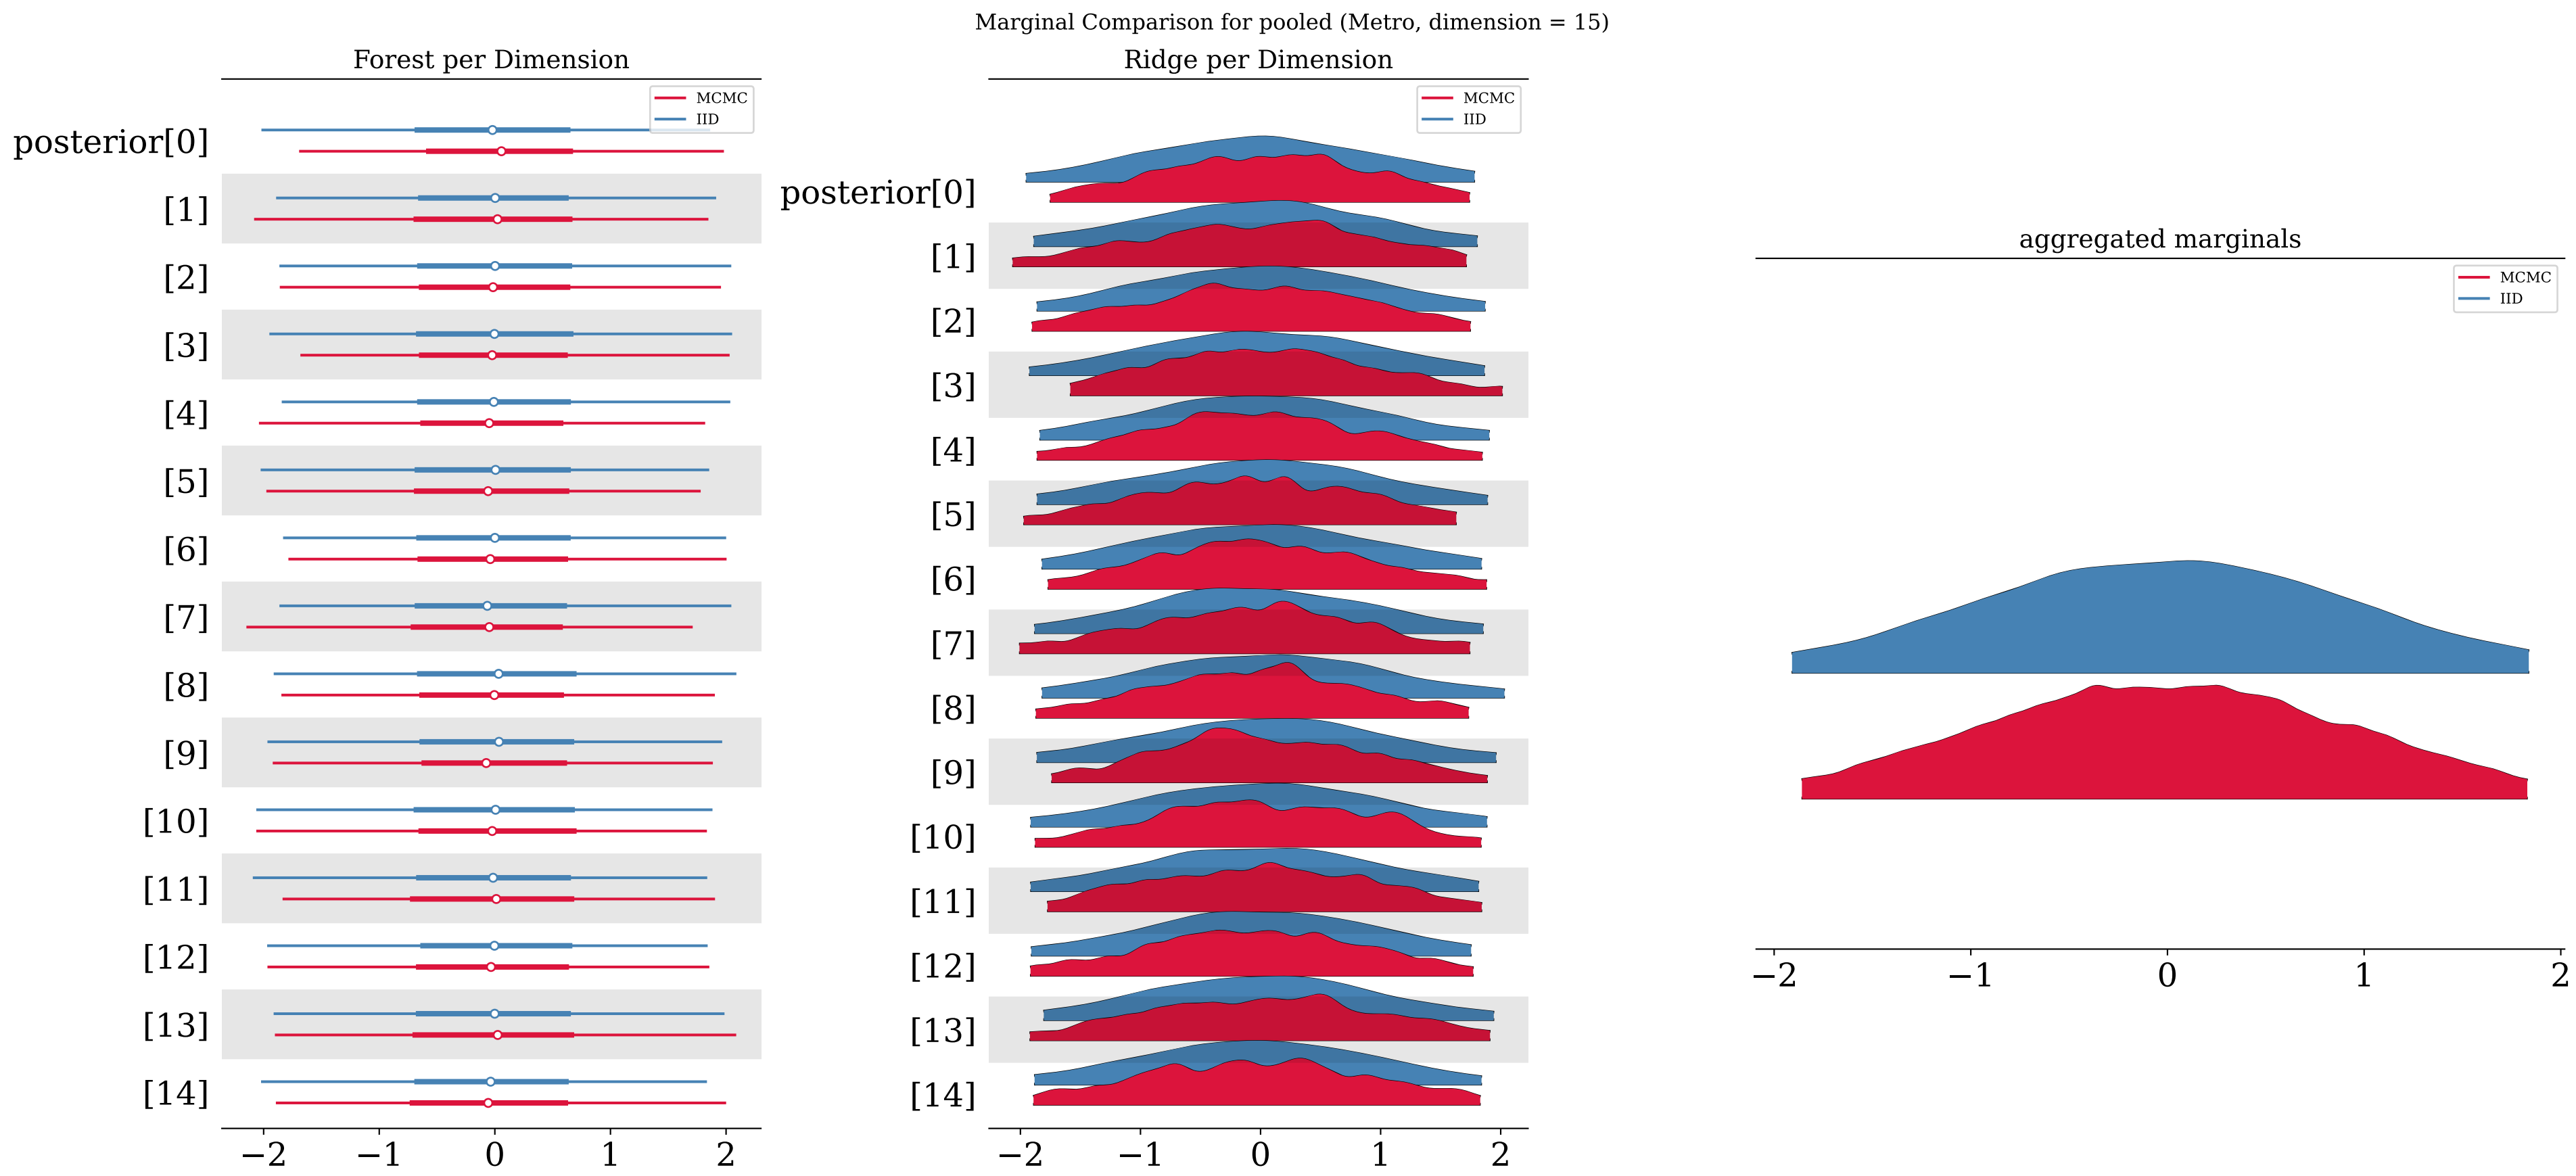 Marginal Comparison for pooled (Metro, dimension = 15)
Forest per Dimension
MCMC
IID
posterior[0]
[1]
[2]
[3]
[4]
[5]
[6]
[7]
[8]
[9]
[10]
[11]
[12]
[13]
[14]
−2 −1 0 1 2
Ridge per Dimension
MCMC
IID
posterior[0]
[1]
[2]
[3]
[4]
[5]
[6]
[7]
[8]
[9]
[10]
[11]
[12]
[13]
[14]
−2 −1 0 1 2
aggregated marginals
MCMC
IID
−2 −1 0 1 2